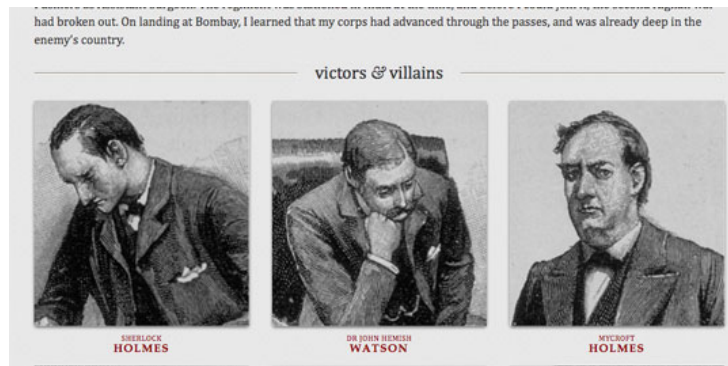 had broken out. On landing at Bombay, I learned that my corps had advanced through the passes, and was already deep in the
enemy's country.
victors & villains
SHERLOCK
HOLMES
DR JOHN HEMISH
WATSON
MYCROFT
HOLMES